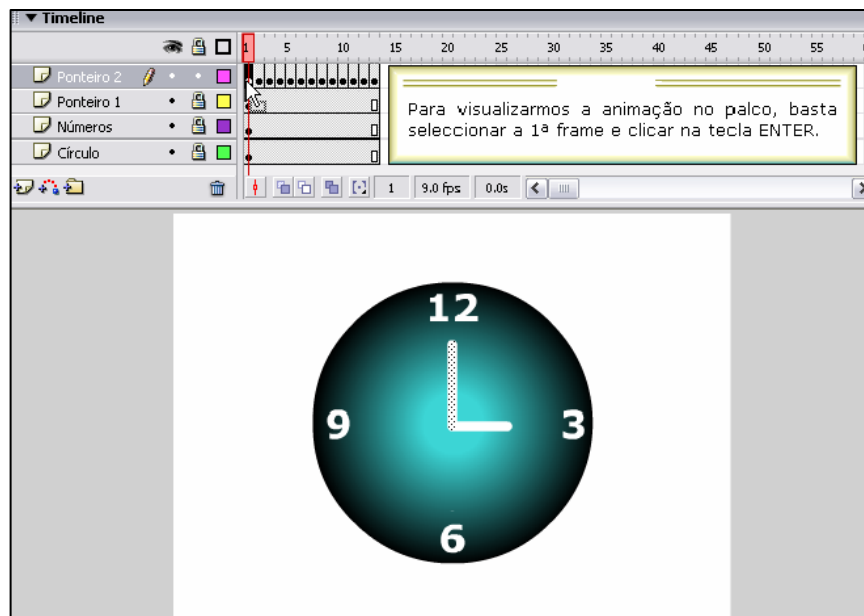 Timeline
1 5 10 15 20 25 30 35 40 45 50 55
Ponteiro 2
Ponteiro 1
Números
Círculo
Para visualizarmos a animação no palco, basta
seleccionar a 1ª frame e clicar na tecla ENTER.
1 9.0 fps 0.0s
12
9 3
6